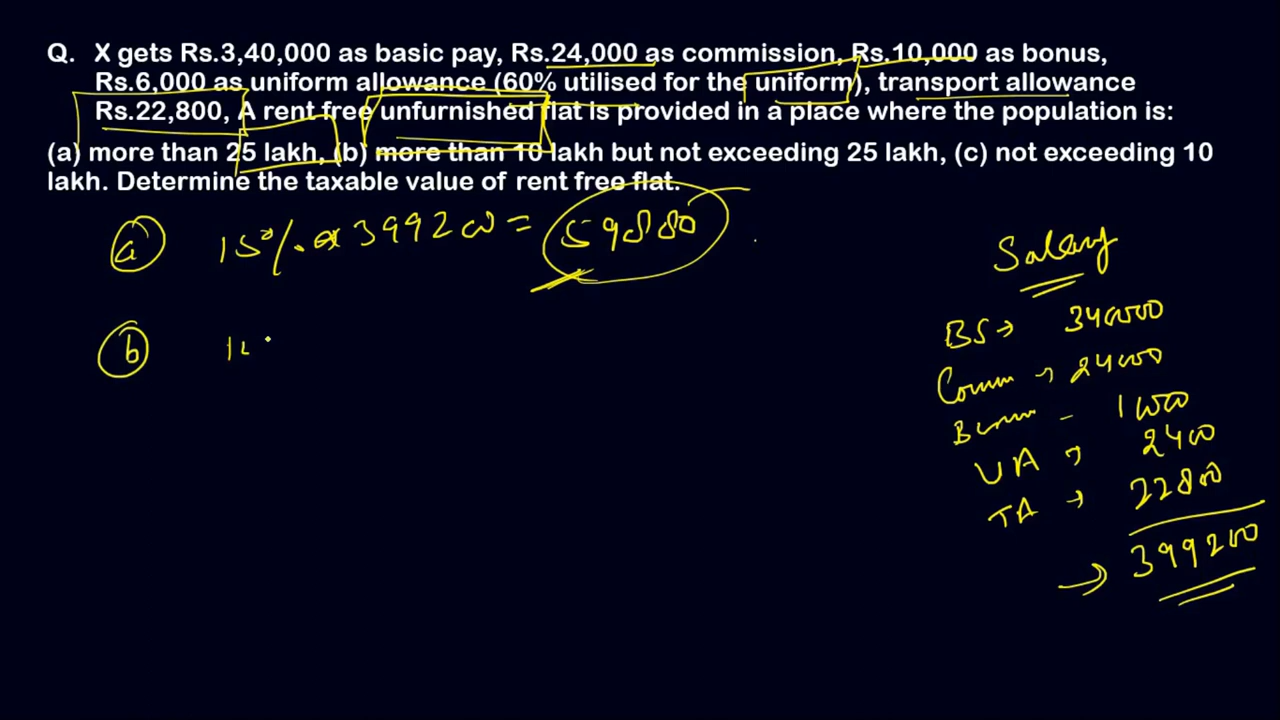 Q. X gets Rs.3,40,000 as basic pay, Rs.24,000 as commission, Rs.10,000 as bonus,
Rs.6,000 as uniform allowance (60% utilised for the uniform), transport allowance
Rs.22,800, A rent free unfurnished flat is provided in a place where the population is:
(a) more than 25 lakh, (b) more than 10 lakh but not exceeding 25 lakh, (c) not exceeding 10
lakh. Determine the taxable value of rent free flat.
a 15% 399200 = 59880
b
Salary
BS → 340000
Comm → 24000
Bonus - 10000
UA → 2400
TA → 22800
→ 399200